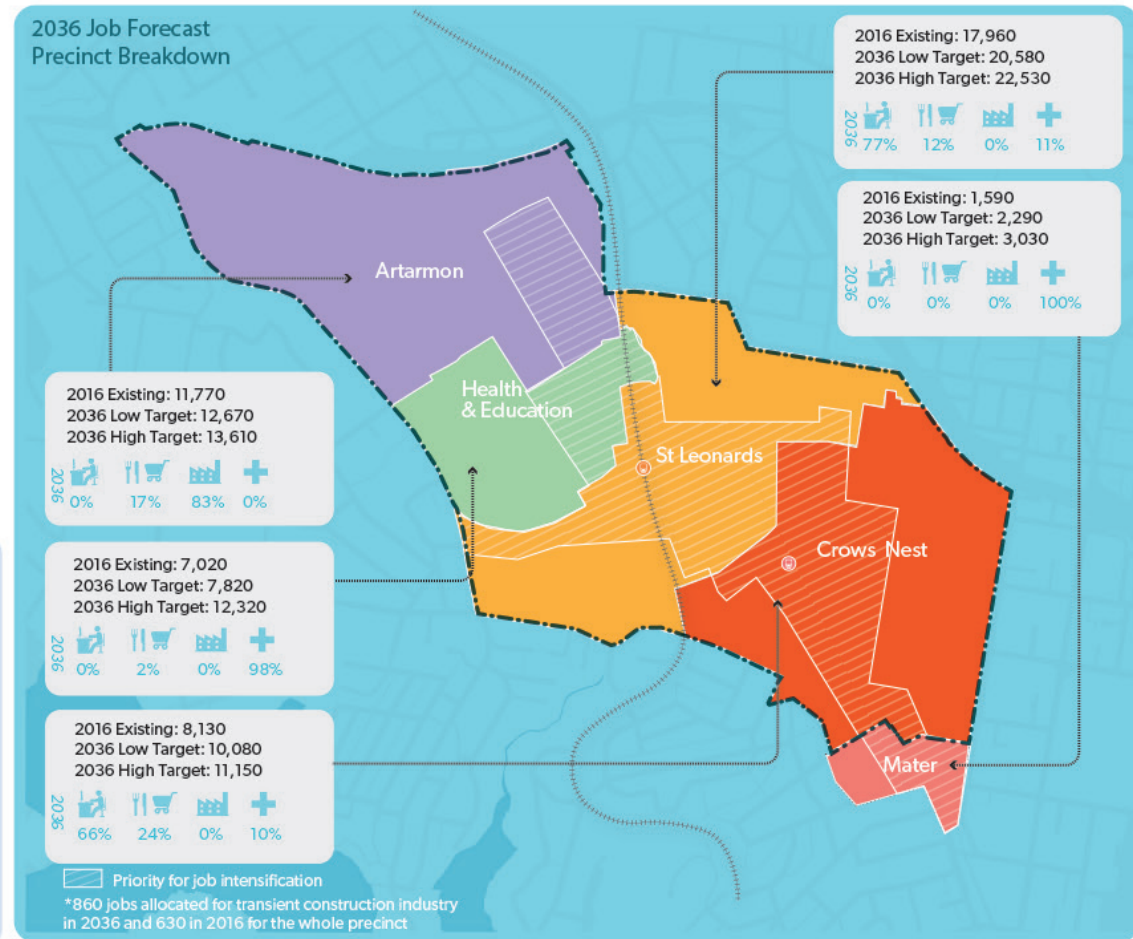 2036 Job Forecast
Precinct Breakdown
2016 Existing: 17,960
2036 Low Target: 20,580
2036 High Target: 22,530
2036
77% 12% 0% 11%
2016 Existing: 1,590
2036 Low Target: 2,290
2036 High Target: 3,030
2036
0% 0% 0% 100%
Artarmon
Health
& Education
St Leonards
Crows Nest
Mater
2016 Existing: 11,770
2036 Low Target: 12,670
2036 High Target: 13,610
2036
0% 17% 83% 0%
2016 Existing: 7,020
2036 Low Target: 7,820
2036 High Target: 12,320
2036
0% 2% 0% 98%
2016 Existing: 8,130
2036 Low Target: 10,080
2036 High Target: 11,150
2036
66% 24% 0% 10%
Priority for job intensification
*860 jobs allocated for transient construction industry
in 2036 and 630 in 2016 for the whole precinct